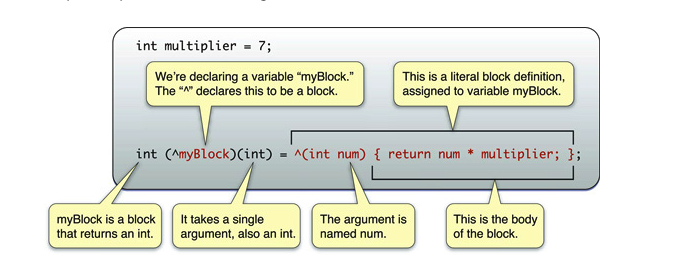 int multiplier = 7;
We're declaring a variable “myBlock.”
The “^” declares this to be a block.
This is a literal block definition,
assigned to variable myBlock.
int (^myBlock)(int) = ^(int num) { return num * multiplier; };
myBlock is a block
that returns an int.
It takes a single
argument, also an int.
The argument is
named num.
This is the body
of the block.